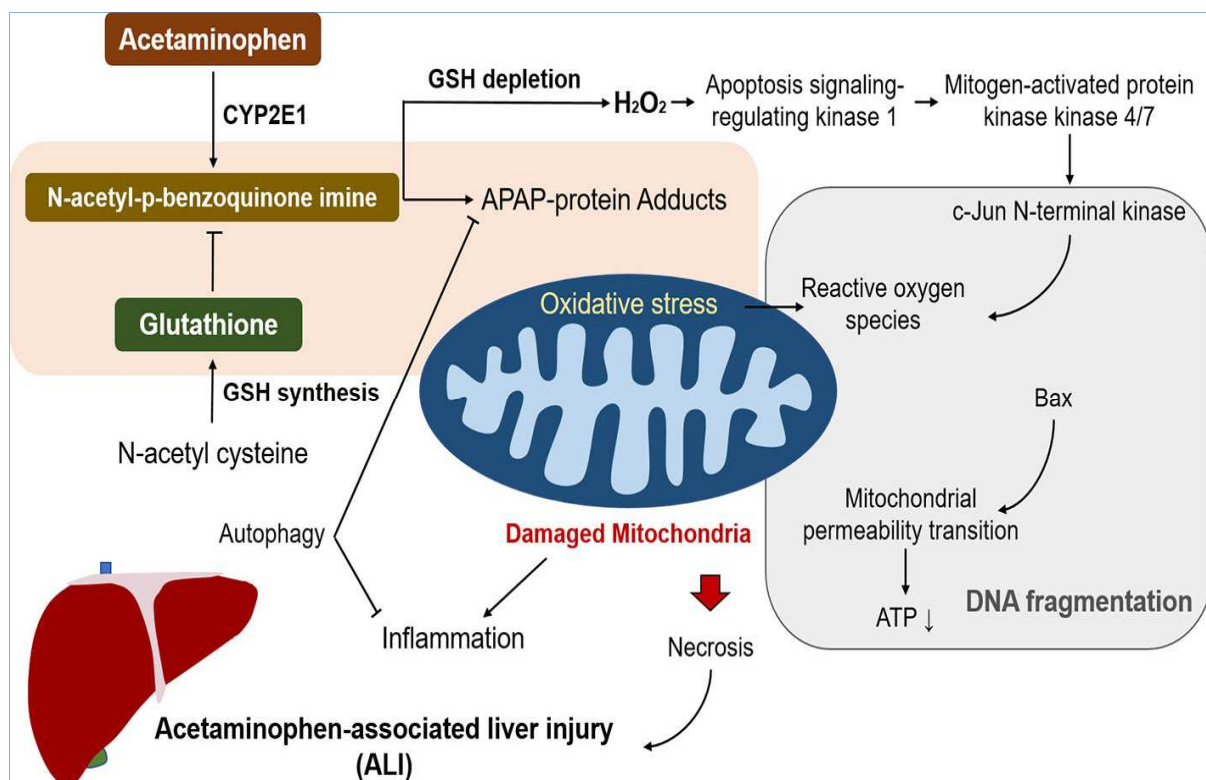 Acetaminophen
CYP2E1
GSH depletion
H₂O₂
Apoptosis signaling-
regulating kinase 1
Mitogen-activated protein
kinase kinase 4/7
N-acetyl-p-benzoquinone imine
APAP-protein Adducts
c-Jun N-terminal kinase
Glutathione
Oxidative stress
Reactive oxygen
species
GSH synthesis
N-acetyl cysteine
Bax
Autophagy
Damaged Mitochondria
Mitochondrial
permeability transition
Inflammation
Necrosis
ATP ↓
DNA fragmentation
Acetaminophen-associated liver injury
(ALI)